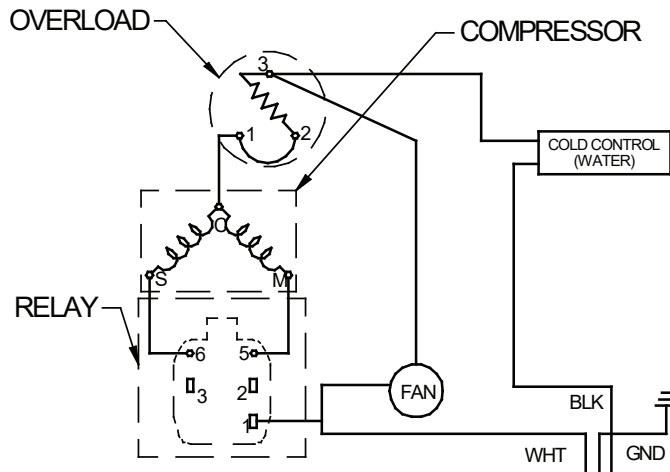 OVERLOAD
COMPRESSOR
3
1
2
COLD CONTROL
(WATER)
C
S
M
RELAY
6
5
3
2
1
FAN
BLK
WHT
GND